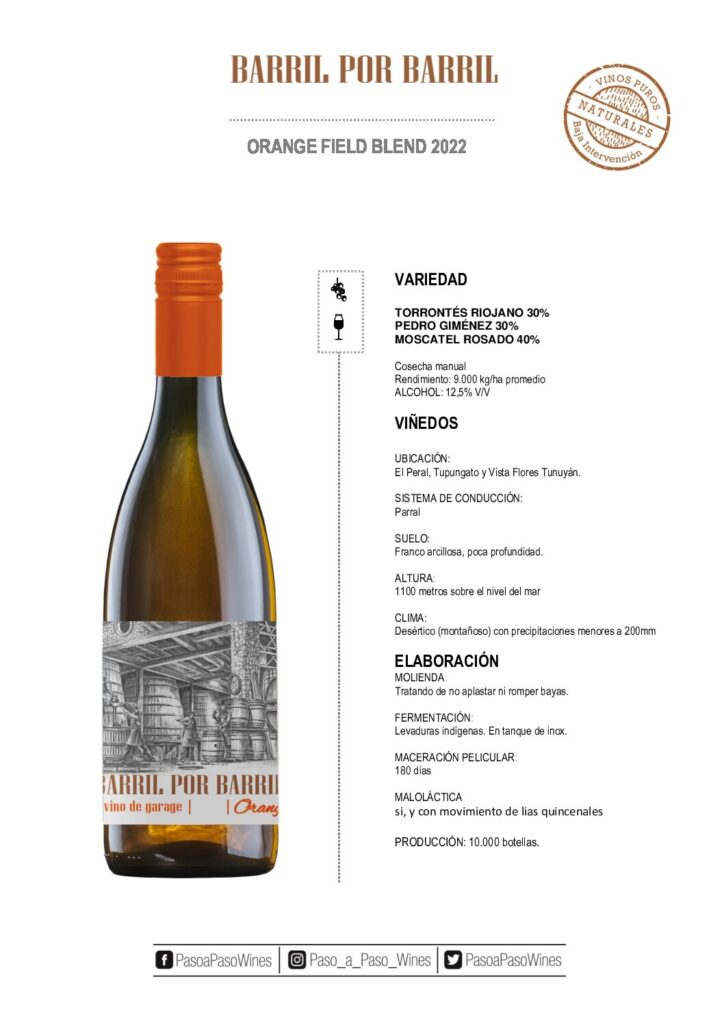 BARRIL POR BARRIL
ORANGE FIELD BLEND 2022
VINOS PUROS
NATURALES
Baja Intervención
VARIEDAD
TORRONTÉS RIOJANO 30%
PEDRO GIMÉNEZ 30%
MOSCATEL ROSADO 40%
Cosecha manual
Rendimiento: 9.000 kg/ha promedio
ALCOHOL: 12,5% V/V
VIÑEDOS
UBICACIÓN:
El Peral, Tupungato y Vista Flores Tunuyán.
SISTEMA DE CONDUCCIÓN:
Parral
SUELO:
Franco arcillosa, poca profundidad.
ALTURA:
1100 metros sobre el nivel del mar
CLIMA:
Desértico (montañoso) con precipitaciones menores a 200mm
ELABORACIÓN
MOLIENDA:
Tratando de no aplastar ni romper bayas.
FERMENTACIÓN:
Levaduras indígenas. En tanque de inox.
MACERACIÓN PELICULAR:
180 días
MALOLÁCTICA
si, y con movimiento de lias quincenales
PRODUCCIÓN: 10.000 botellas.
BARRIL POR BARRIL
vino de garage | | Orang
PasoaPasoWines | Paso_a_Paso_Wines | PasoaPasoWines